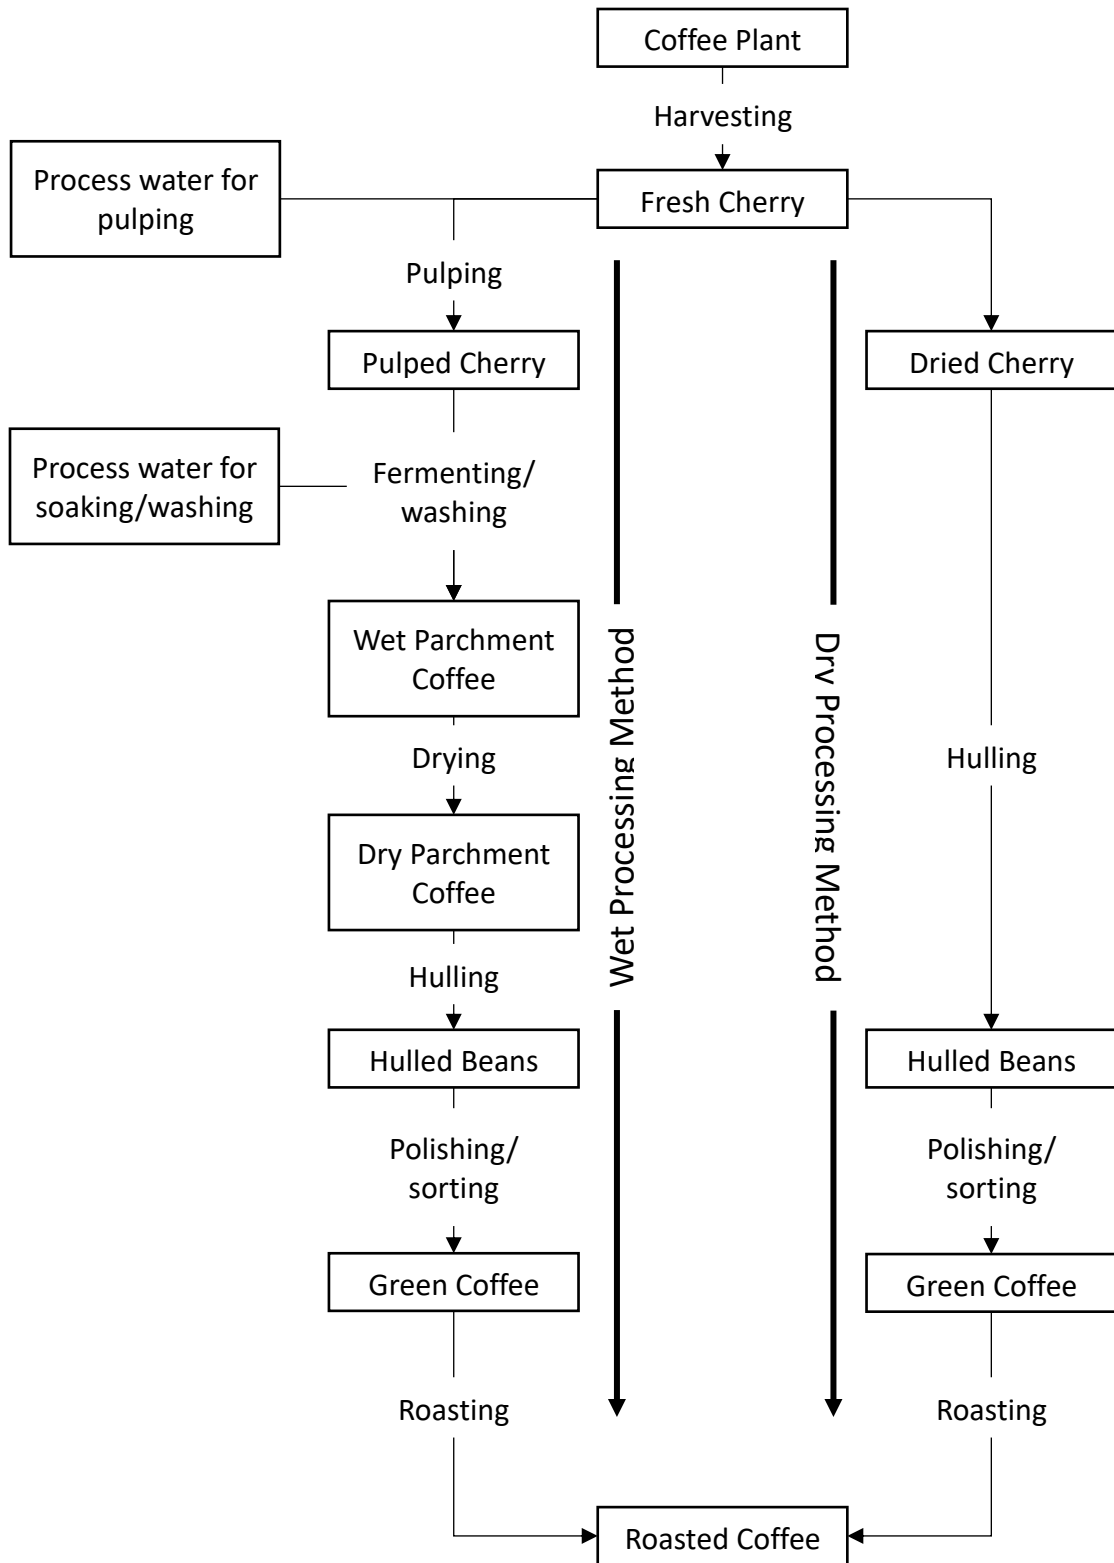 Coffee Plant
Harvesting
Process water for
pulping
Fresh Cherry
Pulping
Pulped Cherry
Dried Cherry
Process water for
soaking/washing
Fermenting/
washing
Wet Parchment
Coffee
Wet Processing Method
Dry Processing Method
Drying
Hulling
Dry Parchment
Coffee
Hulling
Hulled Beans
Hulled Beans
Polishing/
sorting
Polishing/
sorting
Green Coffee
Green Coffee
Roasting
Roasting
Roasted Coffee